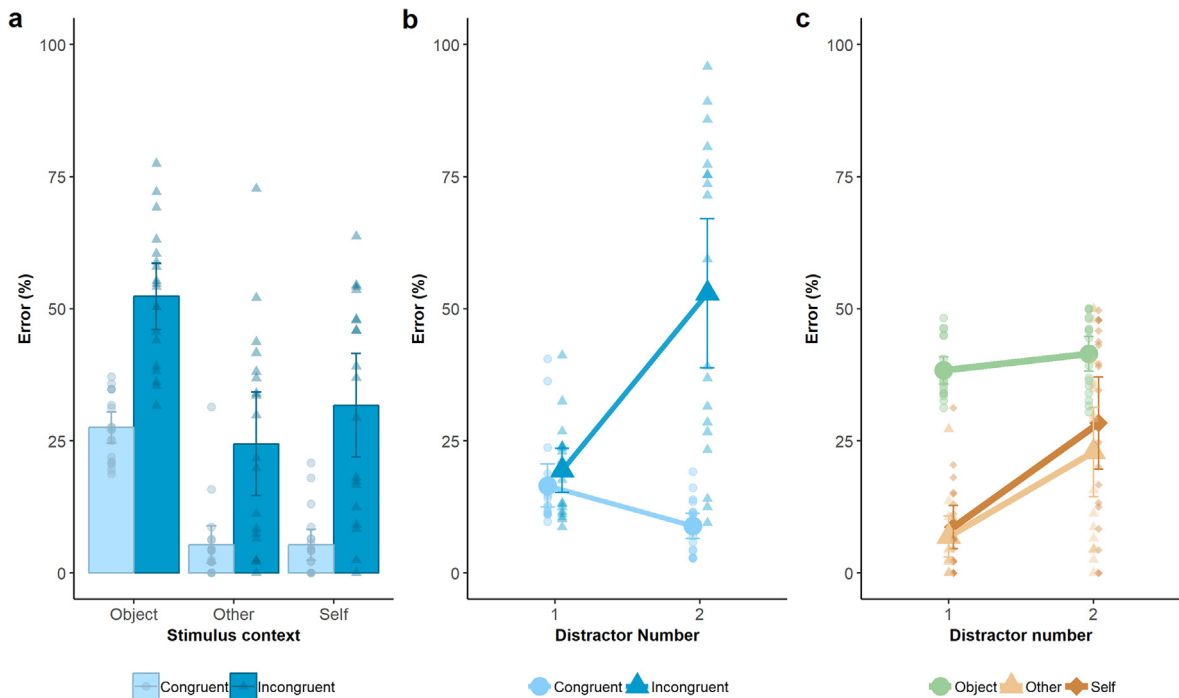 a
Error (%)
100
75
50
25
0
Object Other Self
Stimulus context
Congruent Incongruent
b
Error (%)
100
75
50
25
0
1 2
Distractor Number
Congruent Incongruent
c
Error (%)
100
75
50
25
0
1 2
Distractor number
Object Other Self